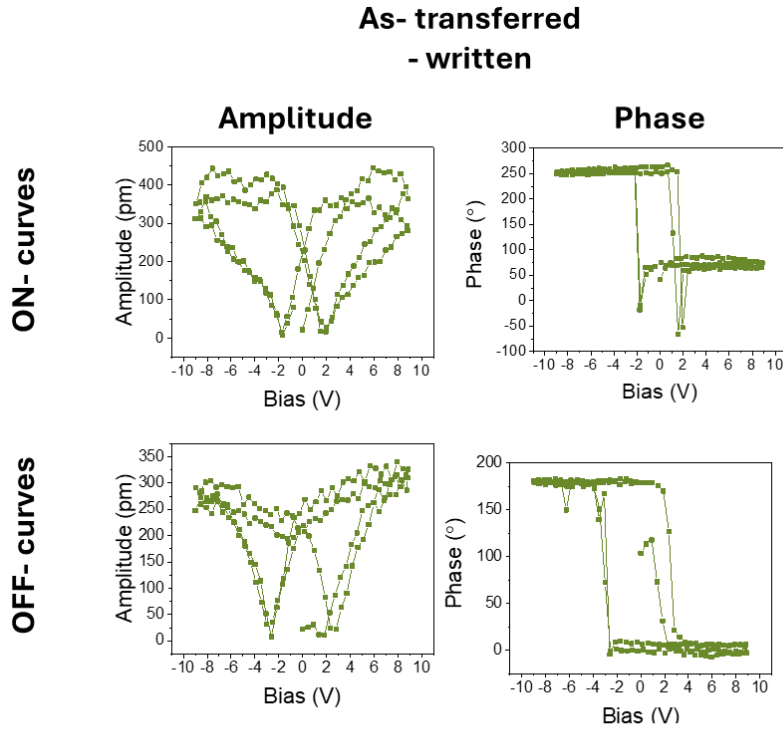 As- transferred
- written
Amplitude
Phase
ON- curves
500
400
300
200
100
0
Amplitude (pm)
-10 -8 -6 -4 -2 0 2 4 6 8 10
Bias (V)
300
250
200
150
100
50
0
-50
-100
Phase (°)
-10 -8 -6 -4 -2 0 2 4 6 8 10
Bias (V)
OFF- curves
350
300
250
200
150
100
50
0
Amplitude (pm)
-10 -8 -6 -4 -2 0 2 4 6 8 10
Bias (V)
200
150
100
50
0
Phase (°)
-10 -8 -6 -4 -2 0 2 4 6 8 10
Bias (V)